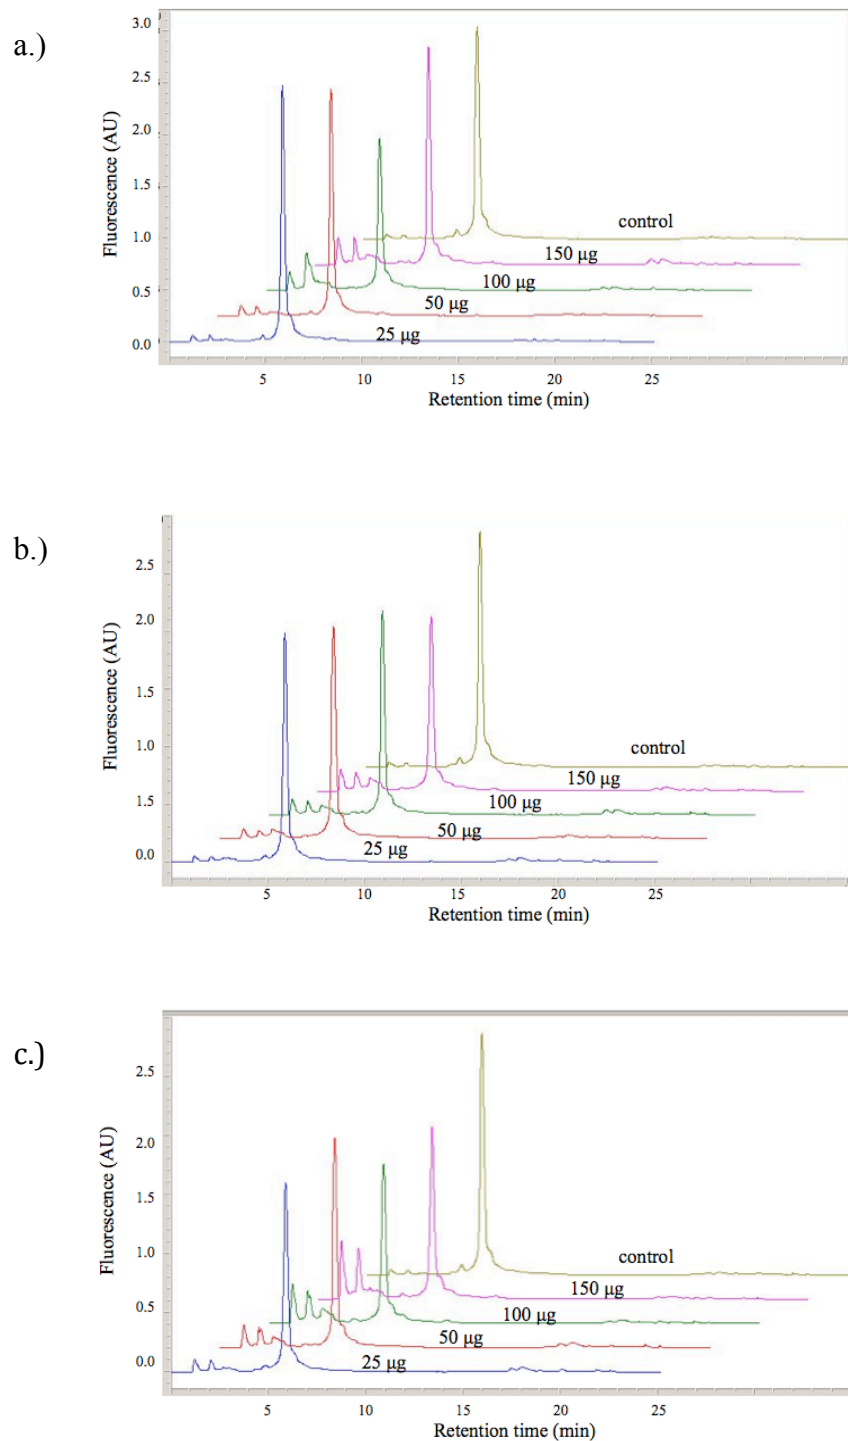 a.)
3.0
2.5
2.0
1.5
1.0
0.5
0.0
Fluorescence (AU)
control
150 µg
100 µg
50 µg
25 µg
5 10 15 20 25
Retention time (min)
b.)
2.5
2.0
1.5
1.0
1.5
0.0
Fluorescence (AU)
control
150 µg
100 µg
50 µg
25 µg
5 10 15 20 25
Retention time (min)
c.)
2.5
2.0
1.5
1.0
0.5
0.0
Fluorescence (AU)
control
150 µg
100 µg
50 µg
25 µg
5 10 15 20 25
Retention time (min)